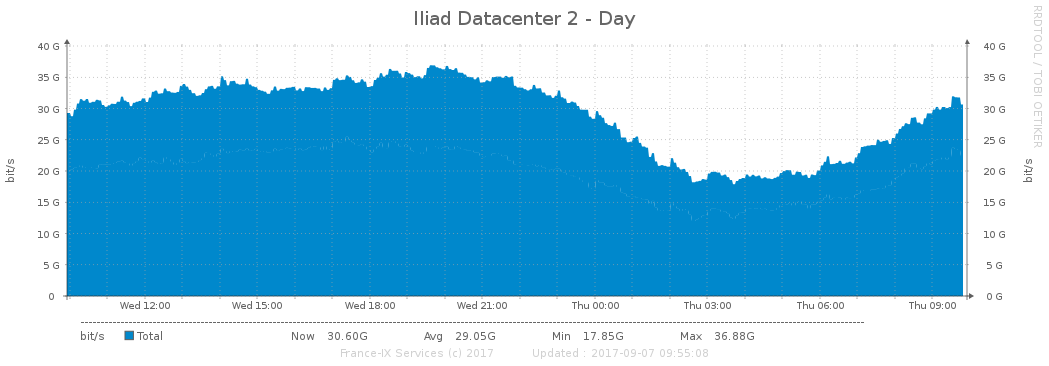 Iliad Datacenter 2 - Day
RRDTOOL / TOBI OETIKER
40 G 40 G
35 G 35 G
30 G 30 G
25 G 25 G
20 G 20 G
15 G 15 G
10 G 10 G
5 G 5 G
0 0 G
bit/s bit/s
Wed 12:00 Wed 15:00 Wed 18:00 Wed 21:00 Thu 00:00 Thu 03:00 Thu 06:00 Thu 09:00
bit/s Total Now 30.60G Avg 29.05G Min 17.85G Max 36.88G
France-IX Services (c) 2017 Updated : 2017-09-07 09:55:08